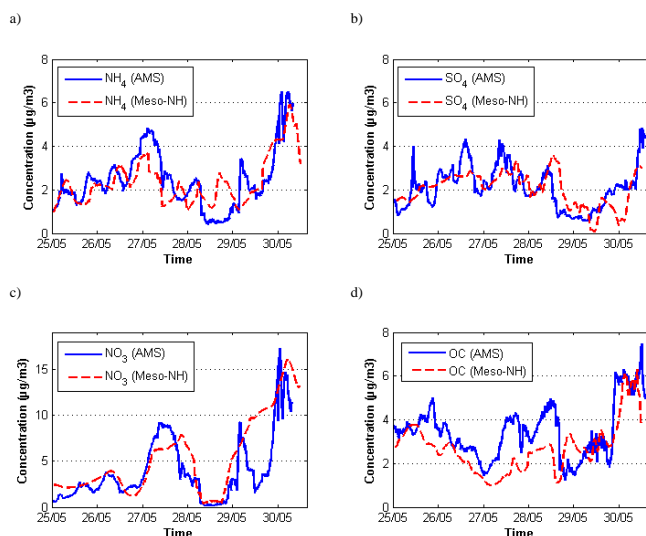 a)
8
6
4
2
0
Concentration (µg/m3)
NH4 (AMS)
NH4 (Meso-NH)
25/05 26/05 27/05 28/05 29/05 30/05
Time
b)
8
6
4
2
0
Concentration (µg/m3)
SO4 (AMS)
SO4 (Meso-NH)
25/05 26/05 27/05 28/05 29/05 30/05
Time
c)
15
10
5
0
Concentration (µg/m3)
NO3 (AMS)
NO3 (Meso-NH)
25/05 26/05 27/05 28/05 29/05 30/05
Time
d)
8
6
4
2
0
Concentration (µg/m3)
OC (AMS)
OC (Meso-NH)
25/05 26/05 27/05 28/05 29/05 30/05
Time